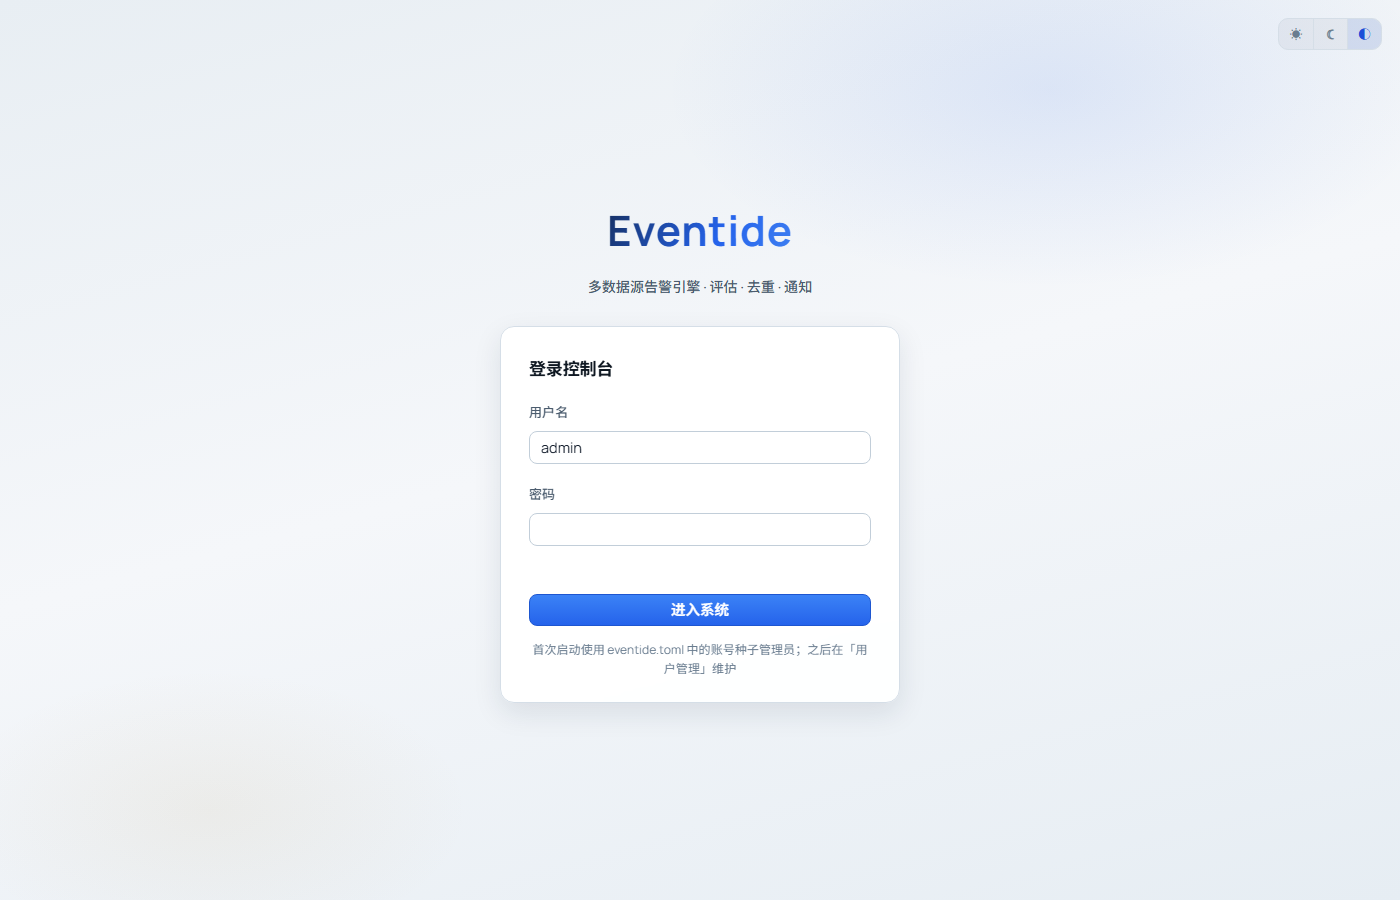 Eventide
多数据源告警引擎 · 评估 · 去重 · 通知
登录控制台
用户名
admin
密码
进入系统
首次启动使用 eventide.toml 中的账号种子管理员；之后在「用
户管理」维护